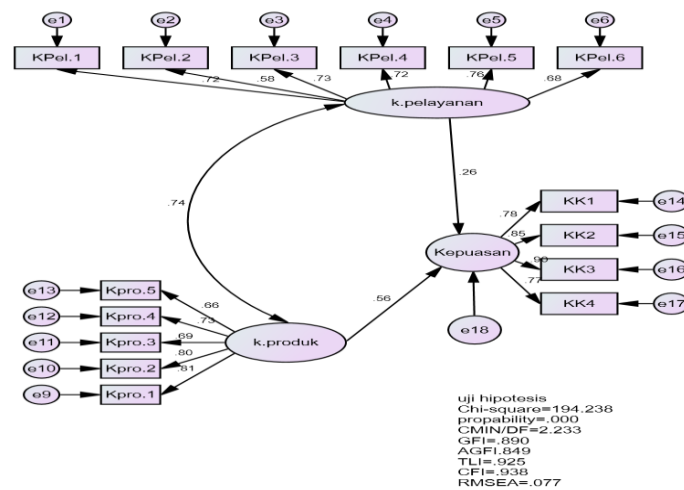 e1 e2 e3 e4 e5 e6
KPel.1 KPel.2 KPel.3 KPel.4 KPel.5 KPel.6
.72 .58 .73 .72 .76 .68
k.pelayanan
.74
.26
KK1 e14
.78
KK2 e15
.85
Kepuasan
KK3 e16
.90
KK4 e17
.77
e18
.56
e13 Kpro.5
.66
e12 Kpro.4
.73
e11 Kpro.3
.69
k.produk
e10 Kpro.2
.80
e9 Kpro.1
.81
uji hipotesis
Chi-square=194.238
propability=.000
CMIN/DF=2.233
GFI=.890
AGFI.849
TLI=.925
CFI=.938
RMSEA=.077